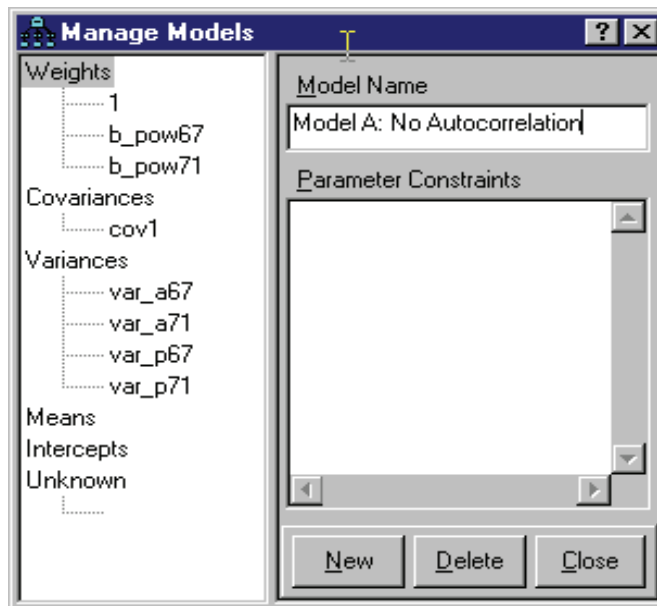 Manage Models
Weights
1
b_pow67
b_pow71
Covariances
cov1
Variances
var_a67
var_a71
var_p67
var_p71
Means
Intercepts
Unknown
Model Name
Model A: No Autocorrelation
Parameter Constraints
New
Delete
Close